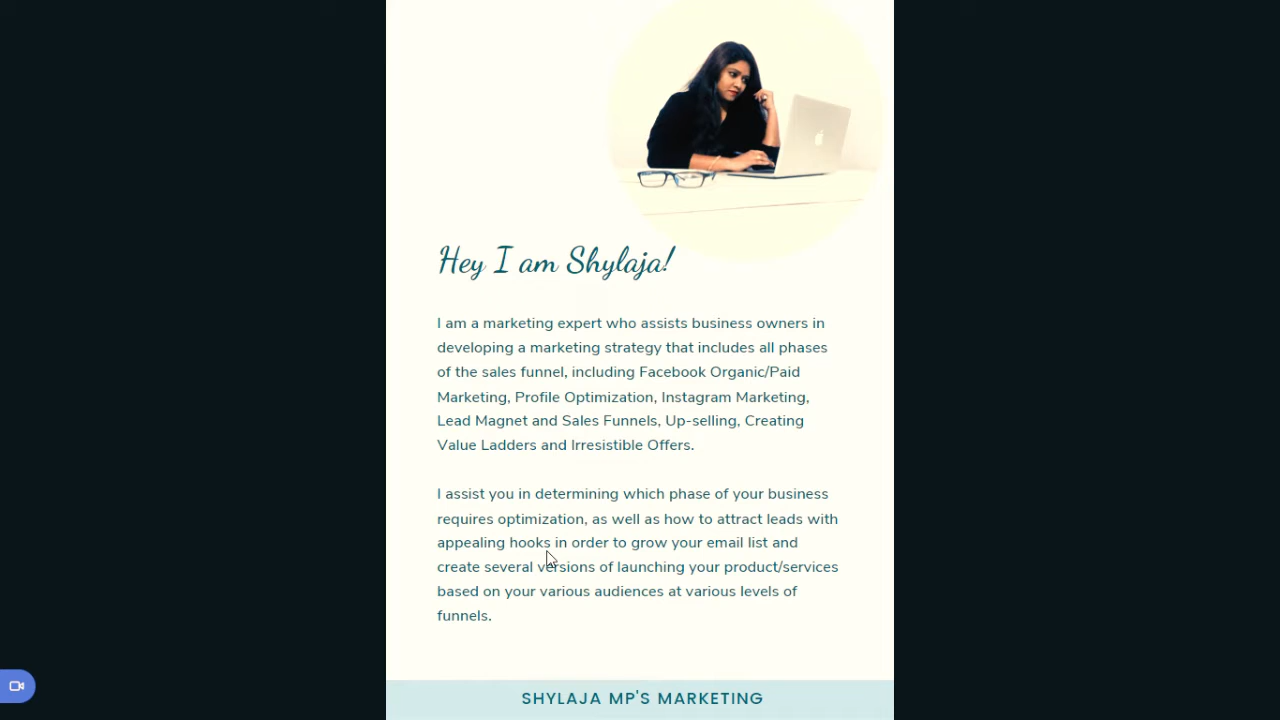 Hey I am Shylaja!
I am a marketing expert who assists business owners in
developing a marketing strategy that includes all phases
of the sales funnel, including Facebook Organic/Paid
Marketing, Profile Optimization, Instagram Marketing,
Lead Magnet and Sales Funnels, Up-selling, Creating
Value Ladders and Irresistible Offers.
I assist you in determining which phase of your business
requires optimization, as well as how to attract leads with
appealing hooks in order to grow your email list and
create several versions of launching your product/services
based on your various audiences at various levels of
funnels.
SHYLAJA MP'S MARKETING